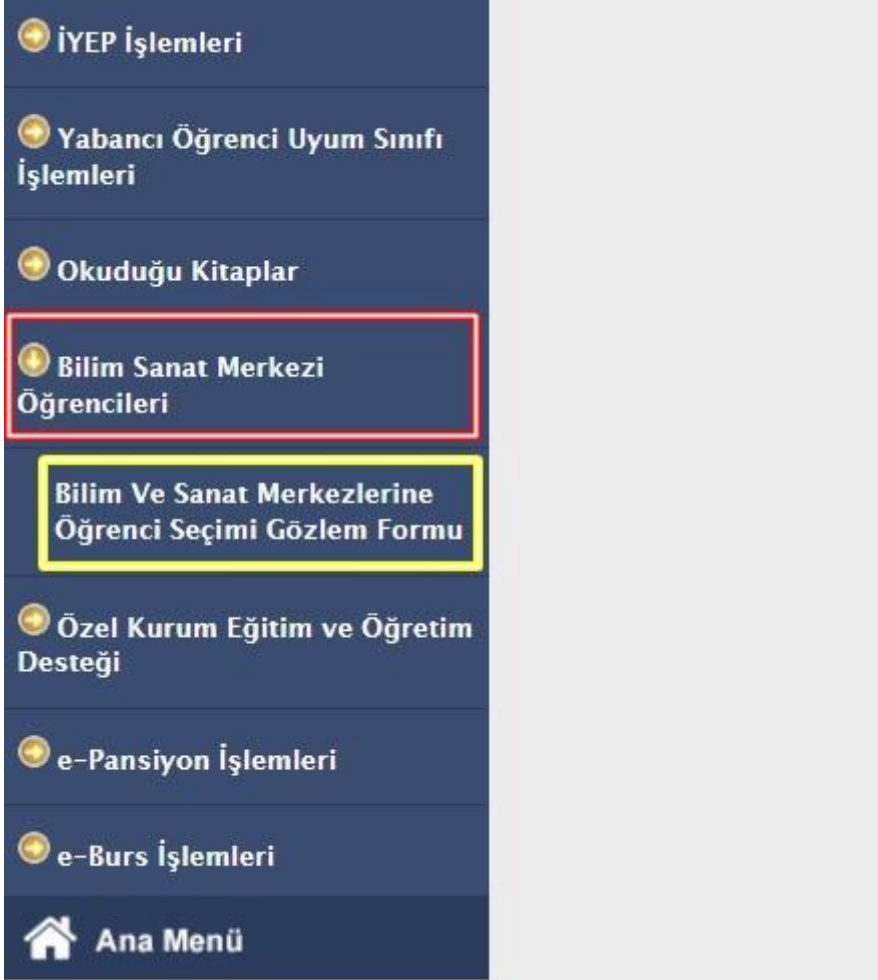 İYEP İşlemleri
Yabancı Öğrenci Uyum Sınıfı
İşlemleri
Okuduğu Kitaplar
Bilim Sanat Merkezi
Öğrencileri
Bilim Ve Sanat Merkezlerine
Öğrenci Seçimi Gözlem Formu
Özel Kurum Eğitim ve Öğretim
Desteği
e-Pansiyon İşlemleri
e-Burs İşlemleri
Ana Menü